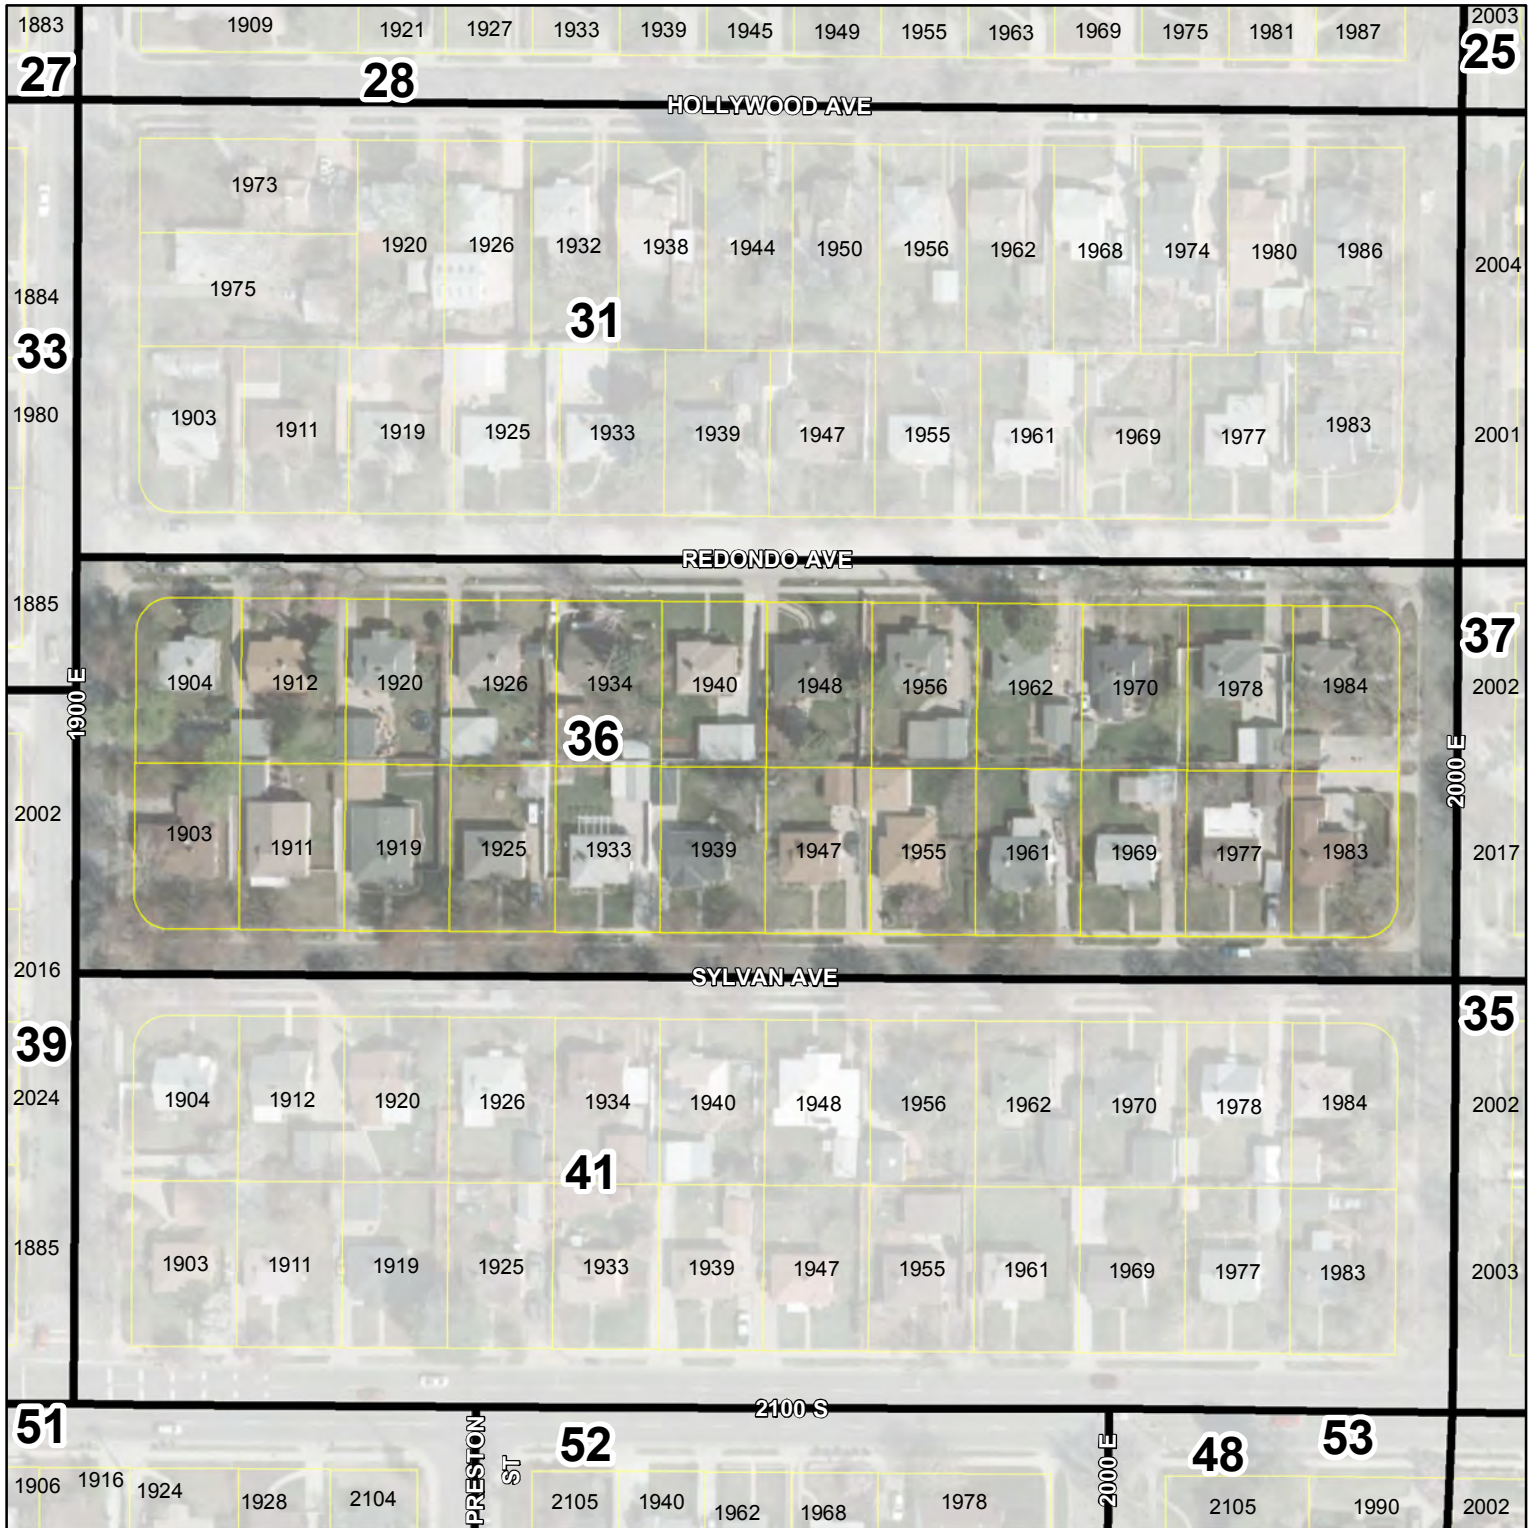 1883 1909 1921 1927 1933 1939 1945 1949 1955 1963 1969 1975 1981 1987 2003
27 28 25
HOLLYWOOD AVE
1973
1920 1926 1932 1938 1944 1950 1956 1962 1968 1974 1980 1986 2004
1975
1884
31
33
1980 1903 1911 1919 1925 1933 1939 1947 1955 1961 1969 1977 1983 2001
REDONDO AVE
1885
37
1904 1912 1920 1926 1934 1940 1948 1956 1962 1970 1978 1984 2002
1900 E
36
2000 E
2002
1903 1911 1919 1925 1933 1939 1947 1955 1961 1969 1977 1983 2017
2016
SYLVAN AVE
39 35
2024 1904 1912 1920 1926 1934 1940 1948 1956 1962 1970 1978 1984 2002
41
1885 1903 1911 1919 1925 1933 1939 1947 1955 1961 1969 1977 1983 2003
2100 S
51 52 48 53
PRESTON
ST
2000 E
1906 1916 1924 1928 2104 2105 1940 1962 1968 1978 2105 1990 2002